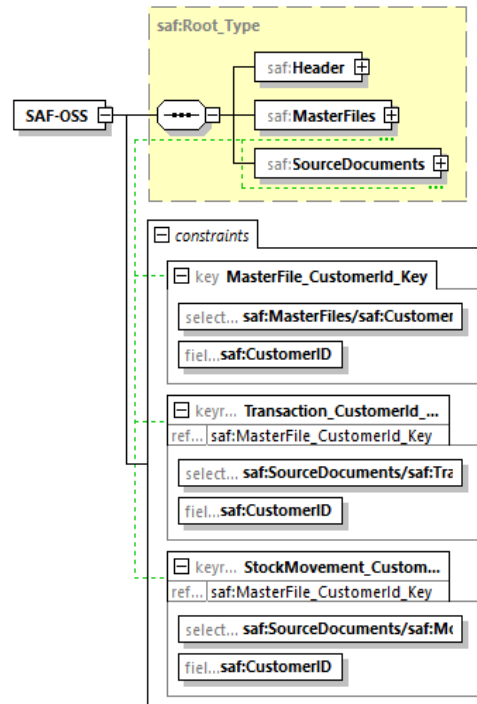 saf:Root_Type
saf:Header
SAF-OSS
saf:MasterFiles
saf:SourceDocuments
constraints
key MasterFile_CustomerId_Key
select... saf:MasterFiles/saf:Customer
fiel... saf:CustomerID
keyr... Transaction_CustomerId_...
ref... saf:MasterFile_CustomerId_Key
select... saf:SourceDocuments/saf:Tra
fiel... saf:CustomerID
keyr... StockMovement_Custom...
ref... saf:MasterFile_CustomerId_Key
select... saf:SourceDocuments/saf:Mo
fiel... saf:CustomerID